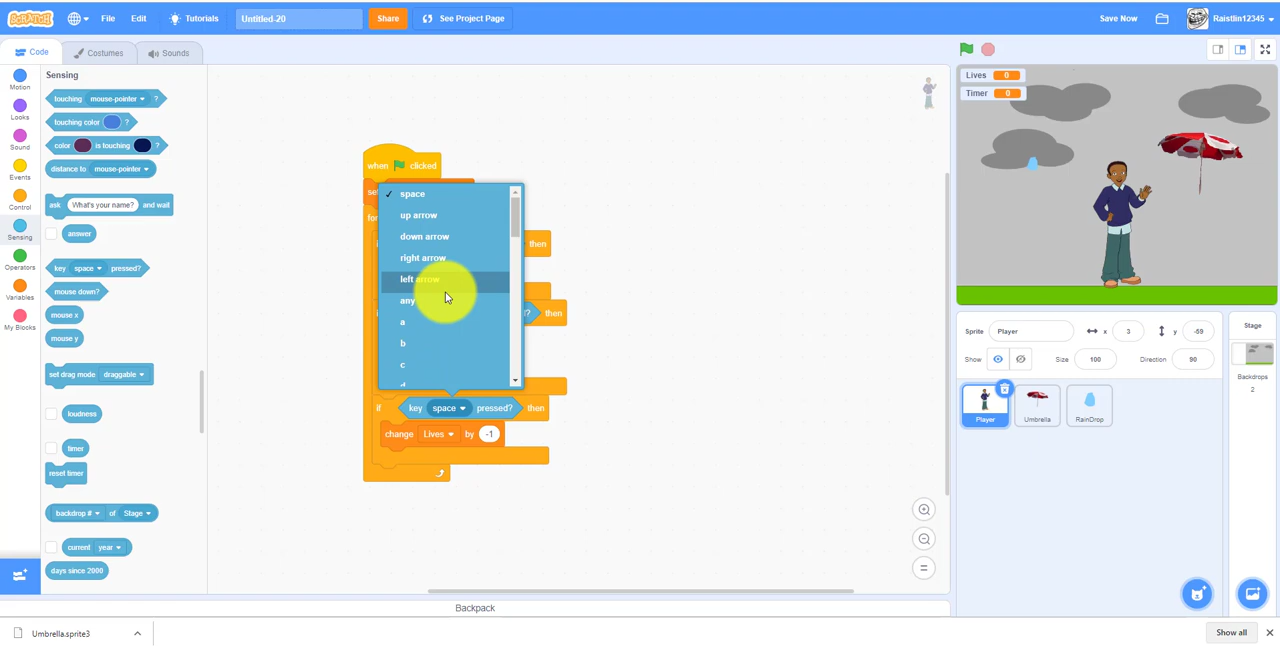 SCRATCH File Edit Tutorials Untitled-20 Share See Project Page Save Now Raistlin12345
Code Costumes Sounds
Motion
Looks
Sound
Events
Control
Sensing
Operators
Variables
My Blocks
Sensing
touching mouse-pointer ?
touching color ?
color is touching ?
distance to mouse-pointer
ask What's your name? and wait
answer
key space pressed?
mouse down?
mouse x
mouse y
set drag mode draggable
loudness
timer
reset timer
backdrop # of Stage
current year
days since 2000
when clicked
then
? then
✓ space
up arrow
down arrow
right arrow
left arrow
any
a
b
c
d
if key space pressed? then
change Lives by -1
Backpack
Lives 0
Timer 0
Sprite Player x 3 y -59
Show Size 100 Direction 90
Player
Umbrella
RainDrop
Stage
Backdrops
2
Umbrella.sprite3
Show all